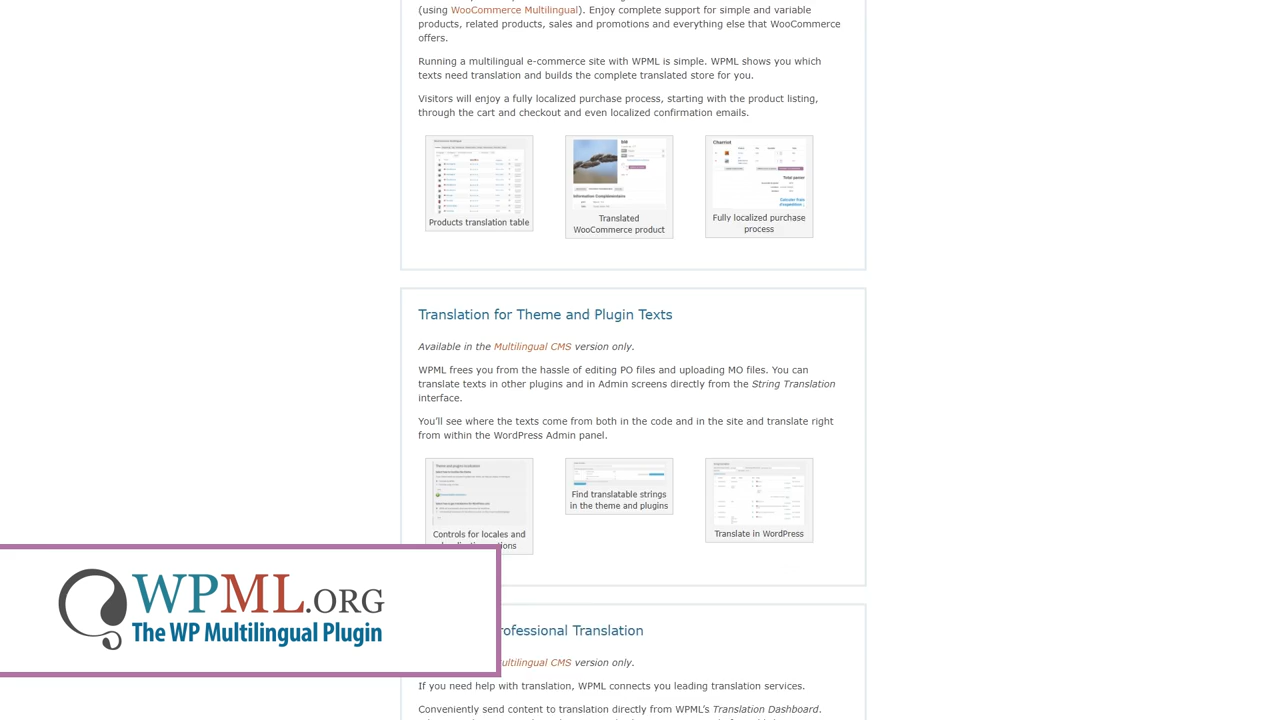 (using WooCommerce Multilingual). Enjoy complete support for simple and variable
products, related products, sales and promotions and everything else that WooCommerce
offers.
Running a multilingual e-commerce site with WPML is simple. WPML shows you which
texts need translation and builds the complete translated store for you.
Visitors will enjoy a fully localized purchase process, starting with the product listing,
through the cart and checkout and even localized confirmation emails.
Charriot
Total panier
Information Complémentaire
Products translation table
Translated
WooCommerce product
Fully localized purchase
process
Translation for Theme and Plugin Texts
Available in the Multilingual CMS version only.
WPML frees you from the hassle of editing PO files and uploading MO files. You can
translate texts in other plugins and in Admin screens directly from the String Translation
interface.
You’ll see where the texts come from both in the code and in the site and translate right
from within the WordPress Admin panel.
Controls for locales and
Find translatable strings
in the theme and plugins
Translate in WordPress
WPML.ORG
The WP Multilingual Plugin
rofessional Translation
ultilingual CMS version only.
If you need help with translation, WPML connects you leading translation services.
Conveniently send content to translation directly from WPML’s Translation Dashboard.